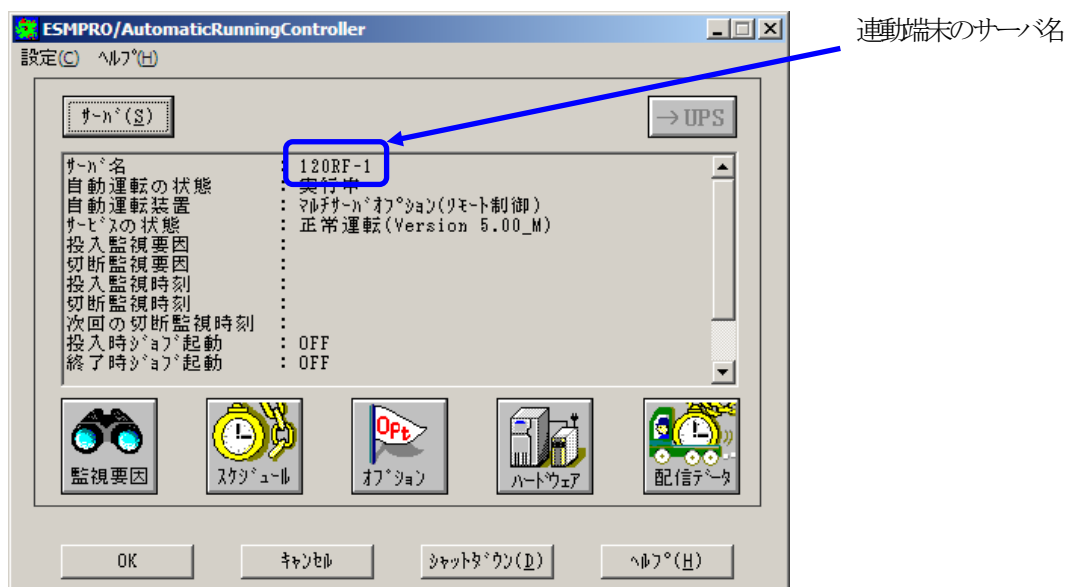 ESMPRO/AutomaticRunningController
連動端末のサーバ名
設定(C) ﾍﾙﾌﾟ(H)
ｻｰﾊﾞ(S)
→UPS
ｻｰﾊﾞ名 : 120RF-1
自動運転の状態 : 実行中
自動運転装置 : ﾏﾙﾁｻｰﾊﾞｵﾌﾟｼｮﾝ(ﾘﾓｰﾄ制御)
ｻｰﾋﾞｽの状態 : 正常運転(Version 5.00_M)
投入監視要因 :
切断監視要因 :
投入監視時刻 :
切断監視時刻 :
次回の切断監視時刻 :
投入時ｼﾞｮﾌﾞ起動 : OFF
終了時ｼﾞｮﾌﾞ起動 : OFF
Opt
監視要因 ｽｹｼﾞｭｰﾙ ｵﾌﾟｼｮﾝ ﾊｰﾄﾞｳｪｱ 配信ﾃﾞｰﾀ
OK ｷｬﾝｾﾙ ｼｬｯﾄﾀﾞｳﾝ(D) ﾍﾙﾌﾟ(H)